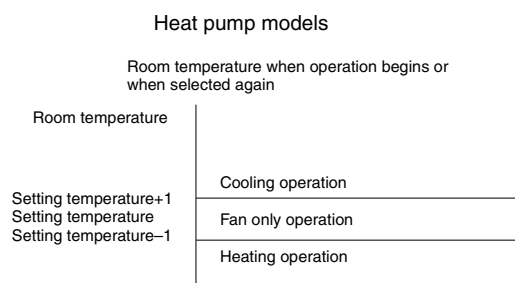 Heat pump models
Room temperature when operation begins or
when selected again
Room temperature
Cooling operation
Setting temperature+1
Setting temperature
Fan only operation
Setting temperature–1
Heating operation